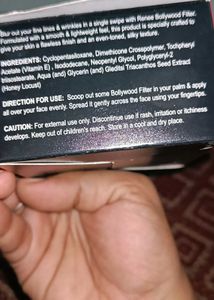 Blur out your fine lines & wrinkles in a single swipe with Renee Bollywood Filter.
with a smooth & lightweight feel, this product is specially crafted to
your skin a flawless finish and an even-toned, silky texture.
INGREDIENTS: Cyclopentasiloxane, Dimethicone Crosspolymer, Tocpheryl
Acetate (Vitamin E), Isododecane, Neopentyl Glycol, Polyglyceryl-2
triisostearate, Aqua (and) Glycerin (and) Gleditsi Triacanthos Seed Extract
(Honey Locust)
DIRECTION FOR USE: Scoop out some Bollywood Filter in your palm & apply
all over your face evenly. Spread it gently across the face using your fingertips.
CAUTION: For external use only. Discontinue use if rash, irritation or itchiness
develops. Keep out of children's reach. Store in a cool and dry place.